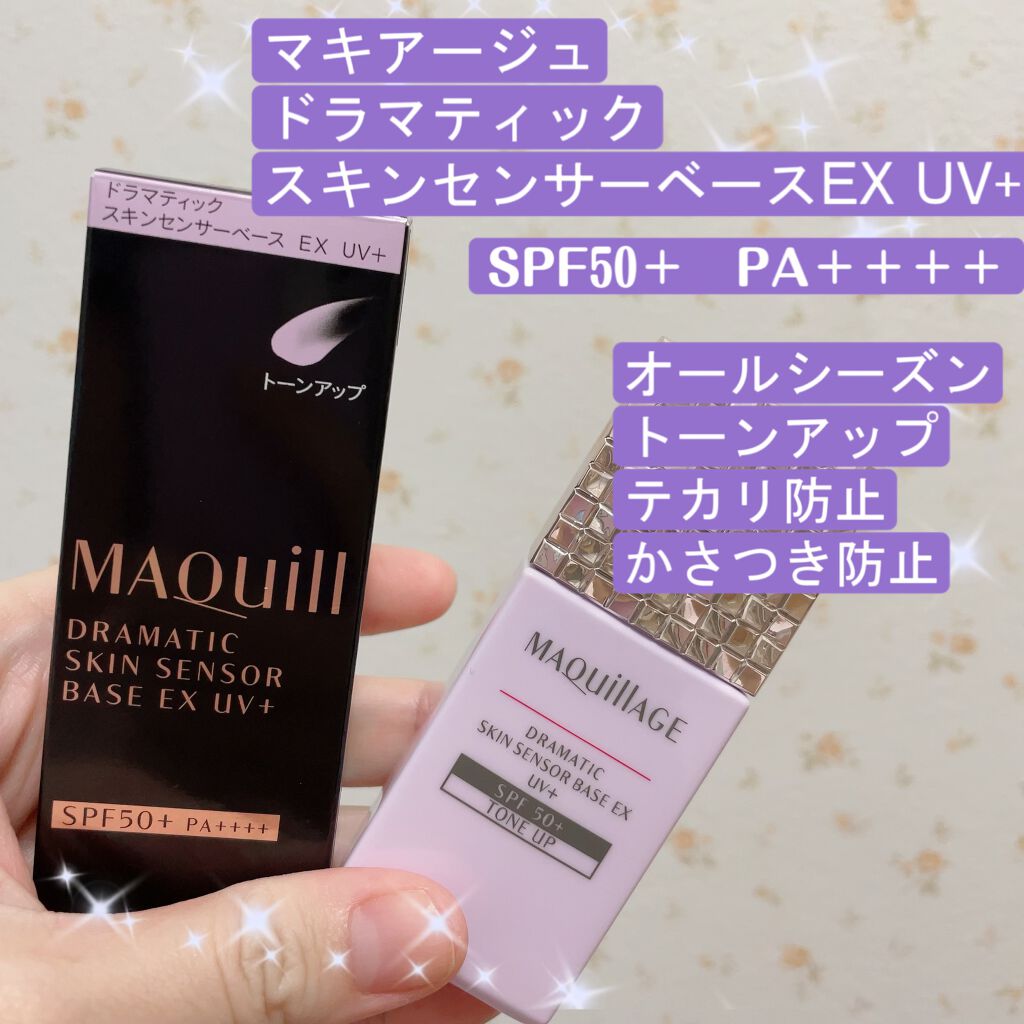 マキアージュ
ドラマティック
スキンセンサーベースEX UV+
SPF50＋　PA＋＋＋＋
オールシーズン
トーンアップ
テカリ防止
かさつき防止
ドラマティック
スキンセンサーベース EX UV+
トーンアップ
MAQuill
DRAMATIC
SKIN SENSOR
BASE EX UV+
SPF50+ PA++++
MAQuillAGE
DRAMATIC
SKIN SENSOR BASE EX
UV+
SPF 50+
TONE UP